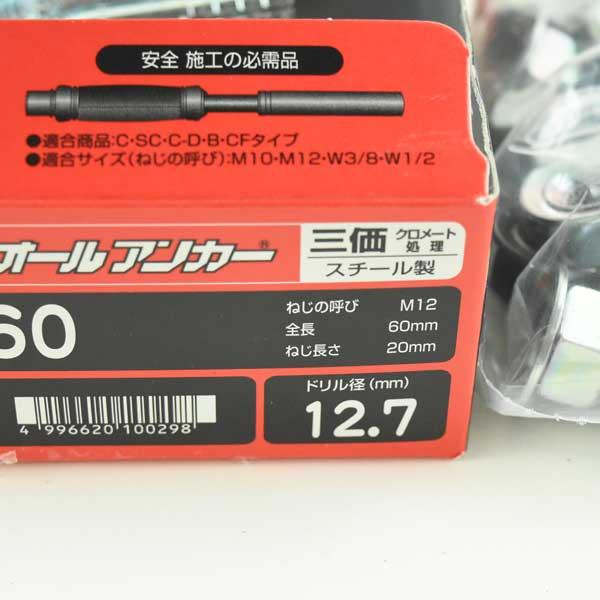 安全 施工の必需品
●適合商品:C・SC・C-D・B・CFタイプ
●適合サイズ(ねじの呼び):M10・M12・W3/8・W1/2
オールアンカー®
三価 クロメート処理
スチール製
60
ねじの呼び M12
全長 60mm
ねじ長さ 20mm
ドリル径(mm)
12.7
4 996620 100298